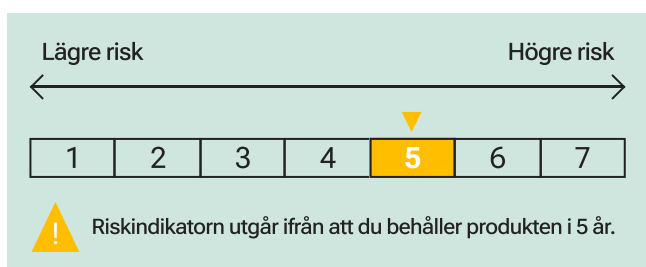 Lägre risk Högre risk
1 2 3 4 5 6 7
! Riskindikatorn utgår ifrån att du behåller produkten i 5 år.